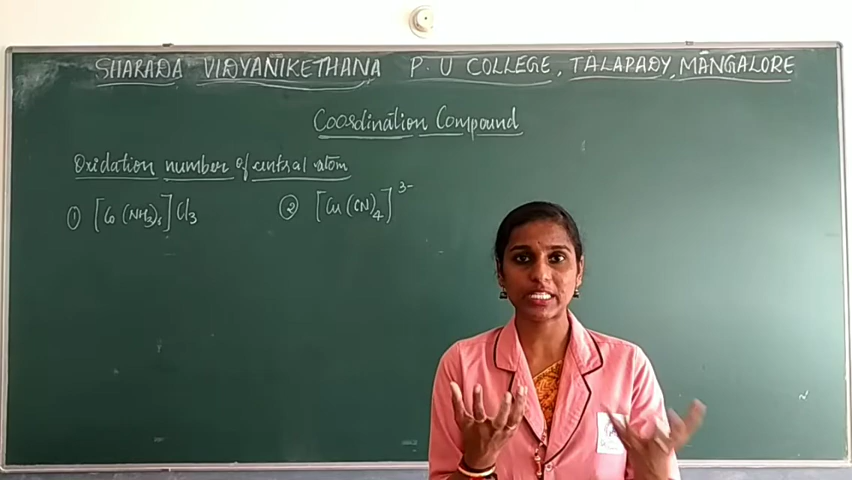 SHARADA VIDYANIKETHANA P.U COLLEGE, TALAPADY, MANGALORE
Coordination Compound
Oxidation number of central atom
① [Co(NH₃)₆]Cl₃ ② [Cu(CN)₄]³⁻